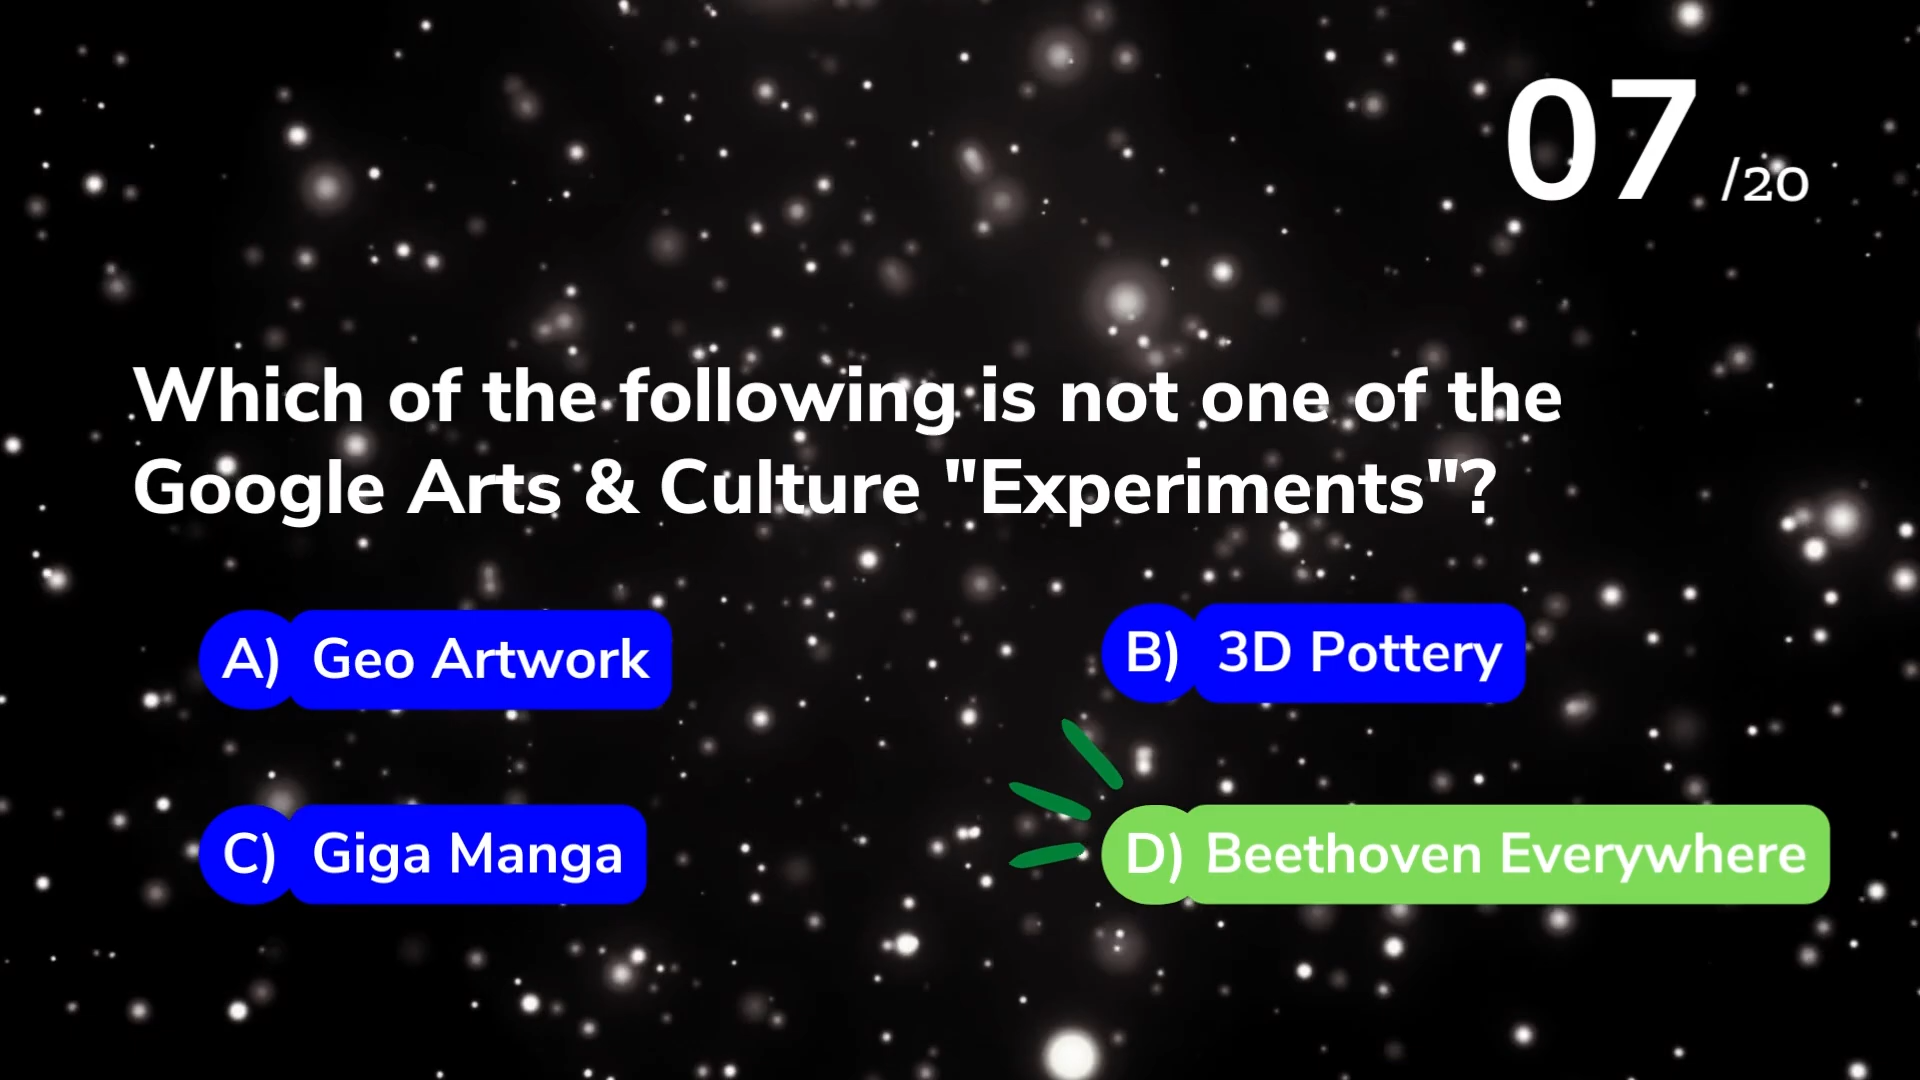 07 /20
Which of the following is not one of the
Google Arts & Culture "Experiments"?
A) Geo Artwork
B) 3D Pottery
C) Giga Manga
D) Beethoven Everywhere